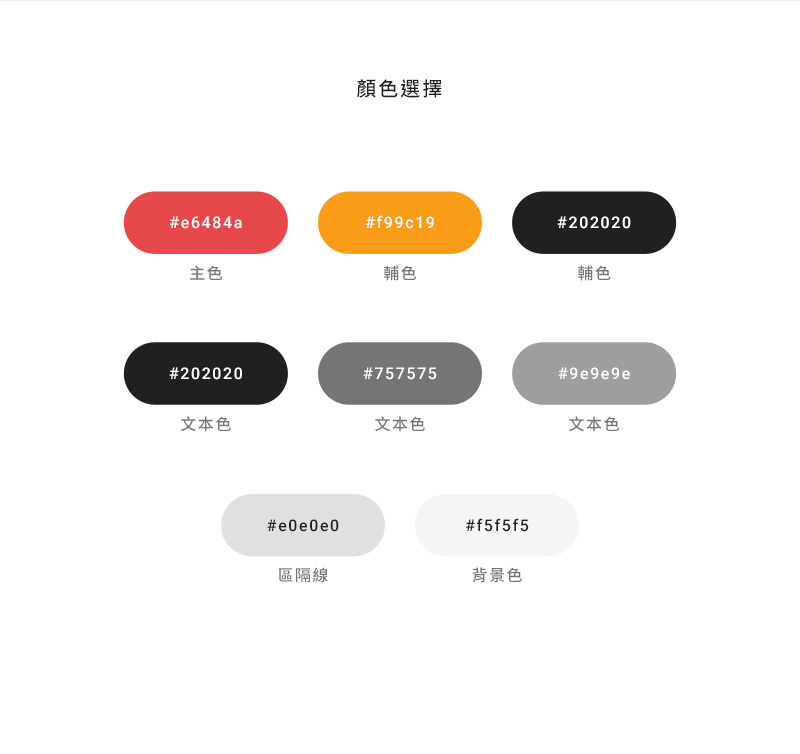 顏色選擇
#e6484a
#f99c19
#202020
主色
輔色
輔色
#202020
#757575
#9e9e9e
文本色
文本色
文本色
#e0e0e0
#f5f5f5
區隔線
背景色